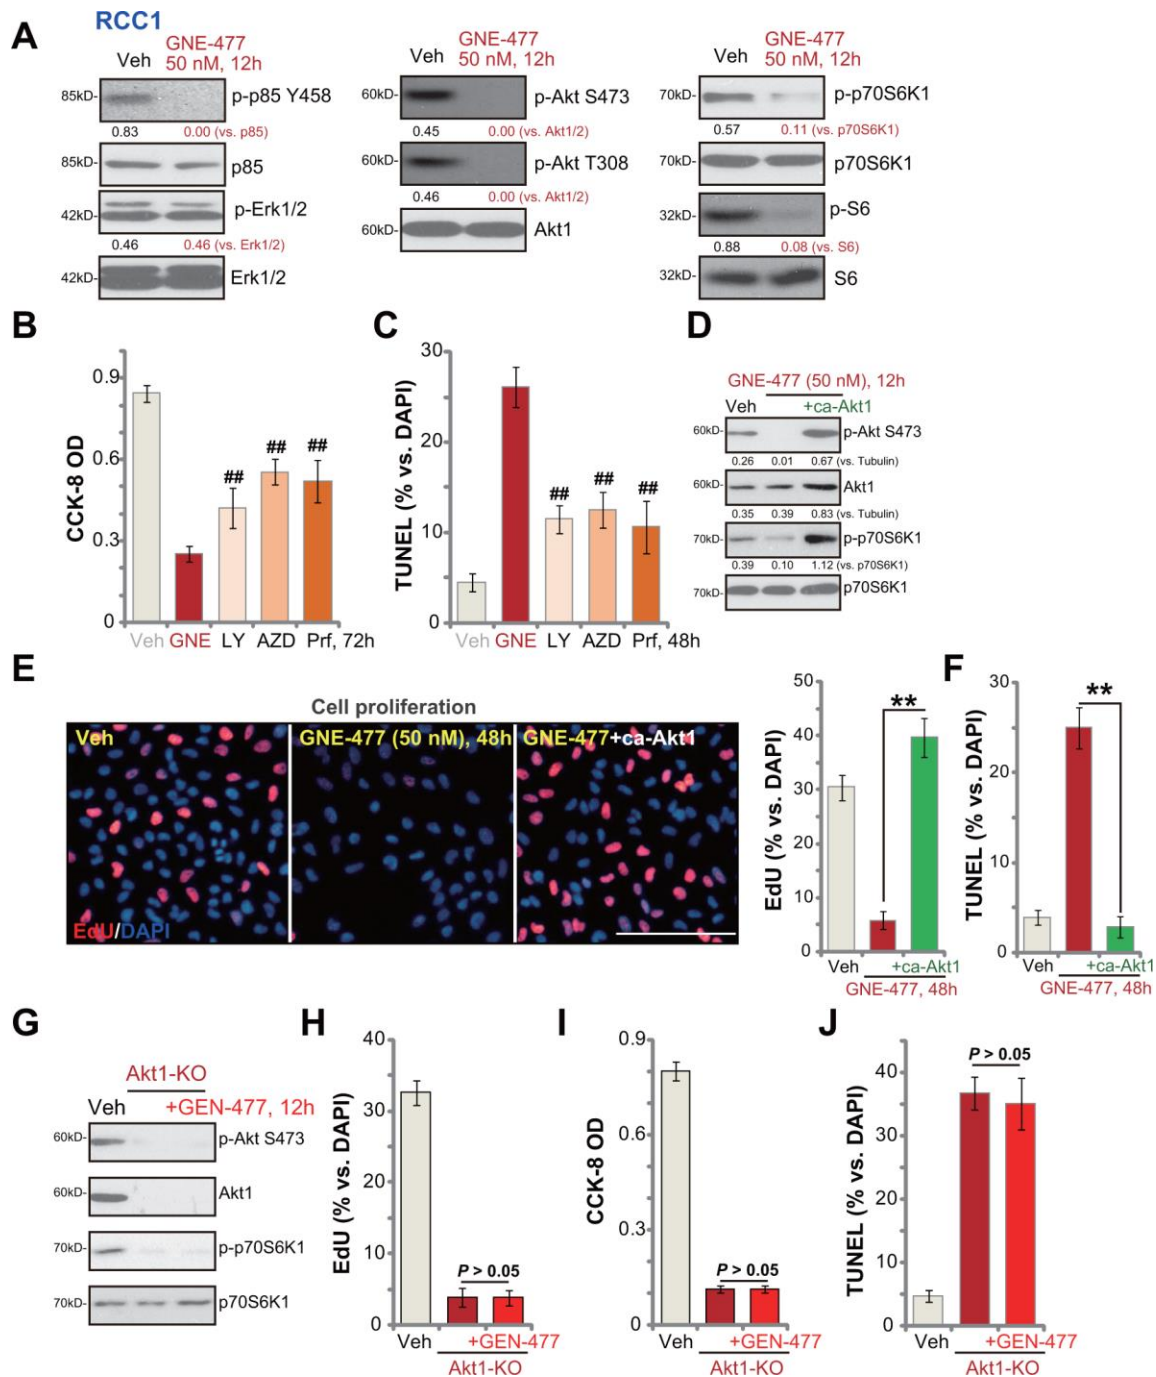 RCC1
A
Veh
GNE-477
50 nM, 12h
85kD-
p-p85 Y458
0.83 0.00 (vs. p85)
85kD-
p85
p-Erk1/2
42kD-
0.46 0.46 (vs. Erk1/2)
42kD-
Erk1/2
Veh
GNE-477
50 nM, 12h
60kD-
p-Akt S473
0.45 0.00 (vs. Akt1/2)
60kD-
p-Akt T308
0.46 0.00 (vs. Akt1/2)
60kD-
Akt1
Veh
GNE-477
50 nM, 12h
70kD-
p-p70S6K1
0.57 0.11 (vs. p70S6K1)
70kD-
p70S6K1
32kD-
p-S6
0.88 0.08 (vs. S6)
32kD-
S6
B
CCK-8 OD
0.9
0.6
0.3
0
##
##
##
Veh GNE LY AZD Prf, 72h
C
TUNEL (% vs. DAPI)
30
20
10
0
##
##
##
Veh GNE LY AZD Prf, 48h
D
GNE-477 (50 nM), 12h
Veh +ca-Akt1
60kD-
p-Akt S473
0.26 0.01 0.67 (vs. Tubulin)
60kD-
Akt1
0.35 0.39 0.83 (vs. Tubulin)
70kD-
p-p70S6K1
0.39 0.10 1.12 (vs. p70S6K1)
70kD-
p70S6K1
E
Cell proliferation
Veh
GNE-477 (50 nM), 48h
GNE-477+ca-Akt1
EdU/DAPI
EdU (% vs. DAPI)
50
40
30
20
10
0
**
Veh +ca-Akt1
GNE-477, 48h
F
TUNEL (% vs. DAPI)
30
20
10
0
**
Veh +ca-Akt1
GNE-477, 48h
G
Akt1-KO
Veh +GEN-477, 12h
60kD-
p-Akt S473
60kD-
Akt1
70kD-
p-p70S6K1
70kD-
p70S6K1
H
EdU (% vs. DAPI)
40
30
20
10
0
P > 0.05
Veh +GEN-477
Akt1-KO
I
CCK-8 OD
0.9
0.6
0.3
0
P > 0.05
Veh +GEN-477
Akt1-KO
J
TUNEL (% vs. DAPI)
40
30
20
10
0
P > 0.05
Veh +GEN-477
Akt1-KO